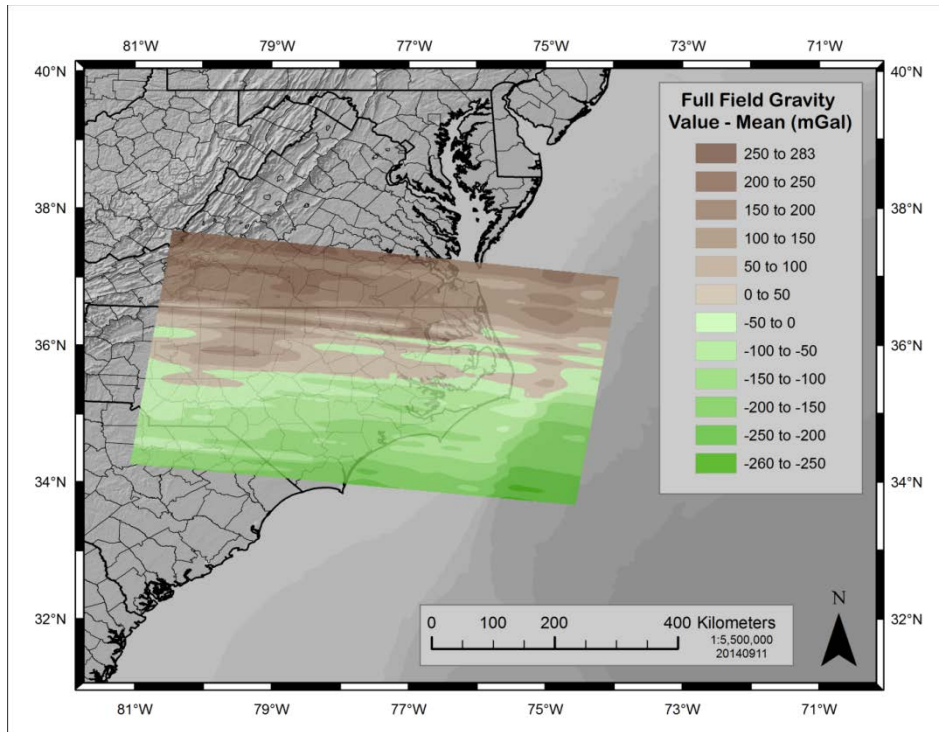 81°W 79°W 77°W 75°W 73°W 71°W
40°N 40°N
Full Field Gravity
Value - Mean (mGal)
250 to 283
200 to 250
150 to 200
100 to 150
50 to 100
0 to 50
-50 to 0
-100 to -50
-150 to -100
-200 to -150
-250 to -200
-260 to -250
38°N 38°N
36°N 36°N
34°N 34°N
32°N 32°N
N
0 100 200 400 Kilometers
1:5,500,000
20140911
81°W 79°W 77°W 75°W 73°W 71°W